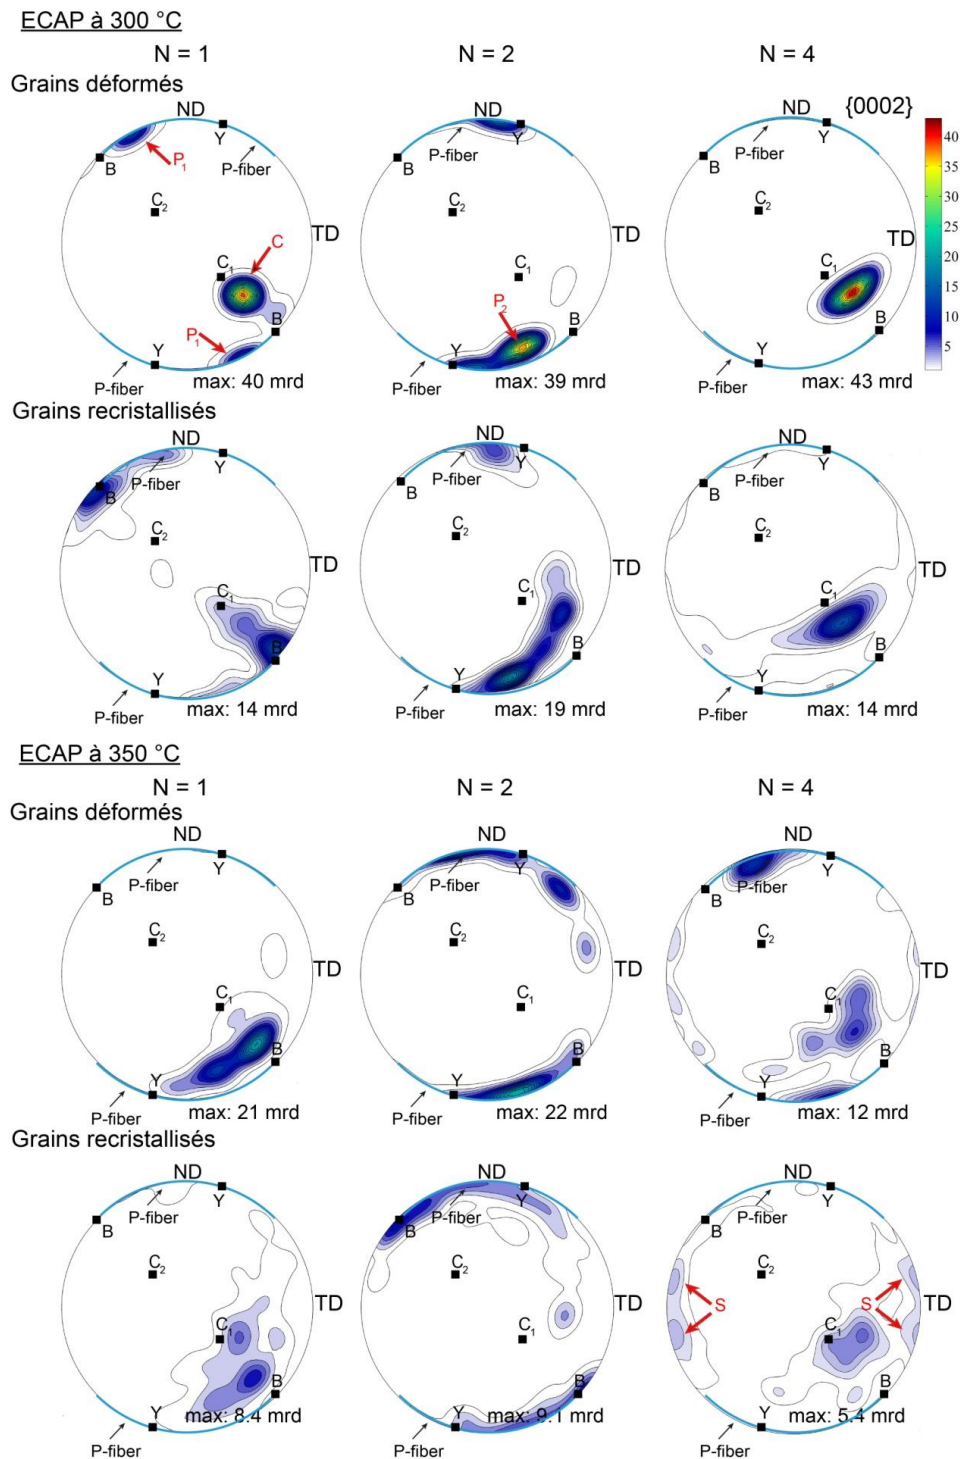 ECAP à 300 °C
N = 1 N = 2 N = 4
Grains déformés
ND ND ND {0002}
Y Y Y
B P₁ P-fiber B P-fiber B P-fiber
C₂ C₂ C₂
TD TD TD
C₁ C C₁ C₁
P₁ B P₂ B B
Y Y Y
P-fiber P-fiber P-fiber
max: 40 mrd max: 39 mrd max: 43 mrd
40
35
30
25
20
15
10
5
Grains recristallisés
ND ND ND
Y Y Y
P-fiber P-fiber P-fiber
B B B
C₂ C₂ C₂
TD TD TD
C₁ C₁ C₁
B B B
Y Y Y
P-fiber P-fiber P-fiber
max: 14 mrd max: 19 mrd max: 14 mrd
ECAP à 350 °C
N = 1 N = 2 N = 4
Grains déformés
ND ND ND
Y Y Y
P-fiber P-fiber P-fiber
B B B
C₂ C₂ C₂
TD TD TD
C₁ C₁ C₁
B B B
Y Y Y
P-fiber P-fiber P-fiber
max: 21 mrd max: 22 mrd max: 12 mrd
Grains recristallisés
ND ND ND
Y Y Y
P-fiber P-fiber P-fiber
B B B
C₂ C₂ C₂
TD TD S S TD
C₁ C₁ C₁
B B B
Y Y Y
max: 8.4 mrd max: 9.1 mrd max: 5.4 mrd
P-fiber P-fiber P-fiber